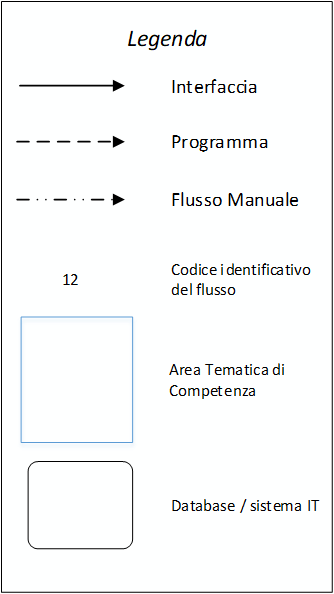 Legenda
Interfaccia
Programma
Flusso Manuale
12
Codice identificativo
del flusso
Area Tematica di
Competenza
Database / sistema IT